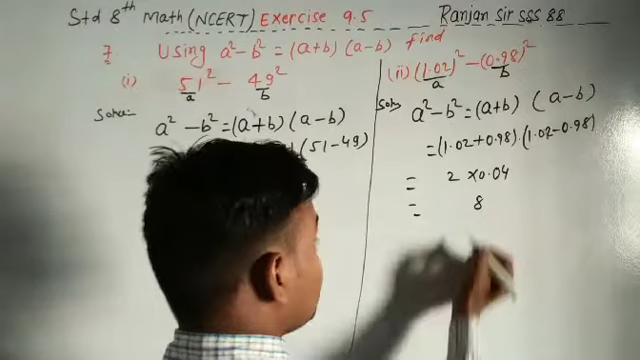 Std 8th Math (NCERT) Exercise 9.5 Ranjan Sir SSS 88
7 Using a² - b² = (a+b) (a-b) find
(i) 51² - 49²
a b
Soln:-
a² - b² = (a+b) (a-b)
(51-49)
(ii) (1.02)² - (0.98)²
a b
Soln
a² - b² = (a+b) (a-b)
= (1.02+0.98) . (1.02-0.98)
= 2 × 0.04
= 8